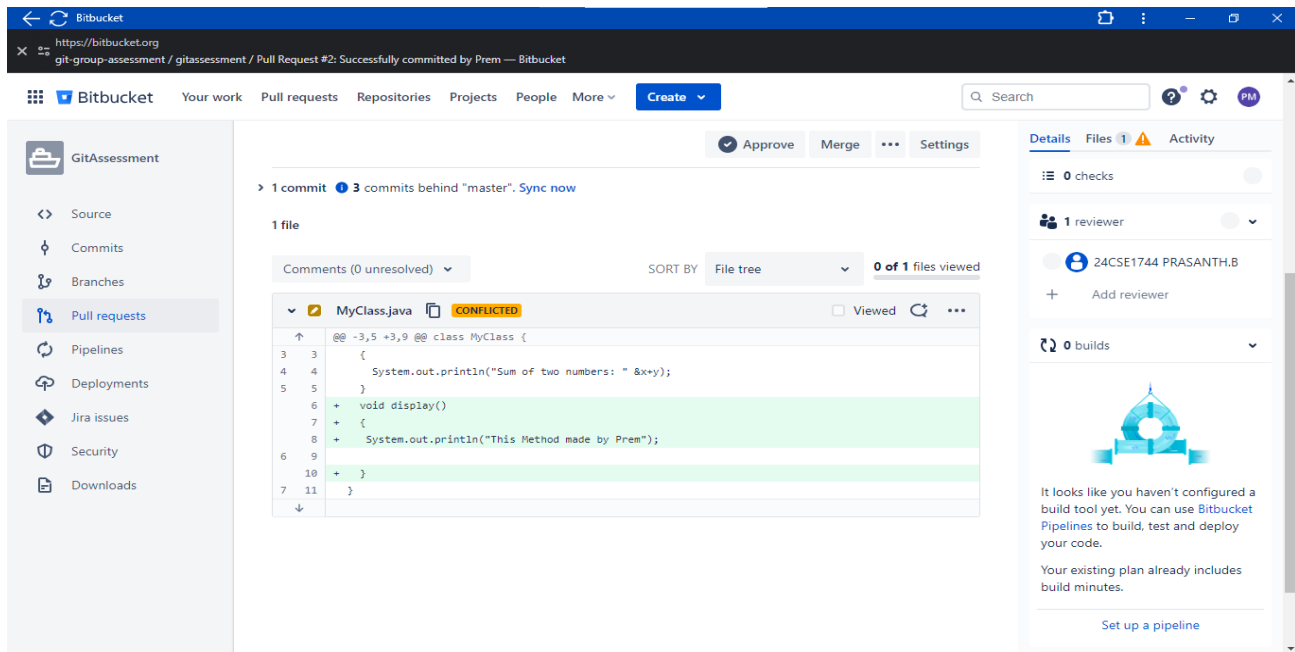 Bitbucket
https://bitbucket.org
git-group-assessment / gitassessment / Pull Request #2: Successfully committed by Prem — Bitbucket
Bitbucket Your work Pull requests Repositories Projects People More Create Search PM
GitAssessment
Source
Commits
Branches
Pull requests
Pipelines
Deployments
Jira issues
Security
Downloads
Approve Merge ••• Settings
1 commit 3 commits behind "master". Sync now
1 file
Comments (0 unresolved) SORT BY File tree 0 of 1 files viewed
MyClass.java CONFLICTED Viewed •••
@@ -3,5 +3,9 @@ class MyClass {
3 3 {
4 4 System.out.println("Sum of two numbers: " &x+y);
5 5 }
6 + void display()
7 + {
8 + System.out.println("This Method made by Prem");
6 9
10 + }
7 11 }
Details Files 1 Activity
0 checks
1 reviewer
24CSE1744 PRASANTH.B
+ Add reviewer
0 builds
It looks like you haven't configured a
build tool yet. You can use Bitbucket
Pipelines to build, test and deploy
your code.
Your existing plan already includes
build minutes.
Set up a pipeline